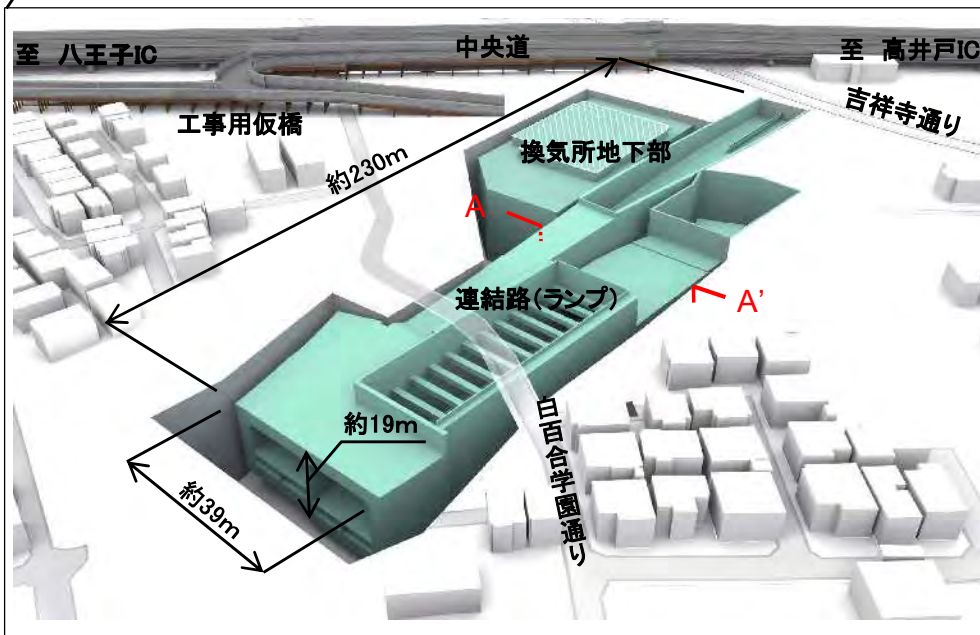 至 八王子IC
中央道
至 高井戸IC
吉祥寺通り
工事用仮橋
換気所地下部
約230m
A
連結路(ランプ)
A'
約19m
白百合学園通り
約39m